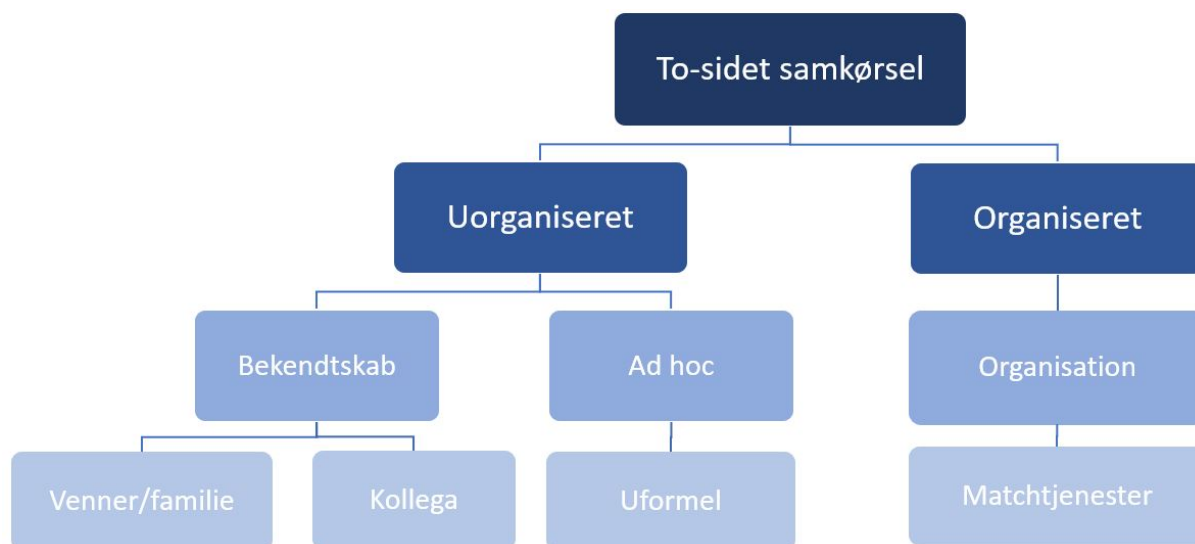 To-sidet samkørsel
Uorganiseret
Organiseret
Bekendtskab
Ad hoc
Organisation
Venner/familie
Kollega
Uformel
Matchtjenester